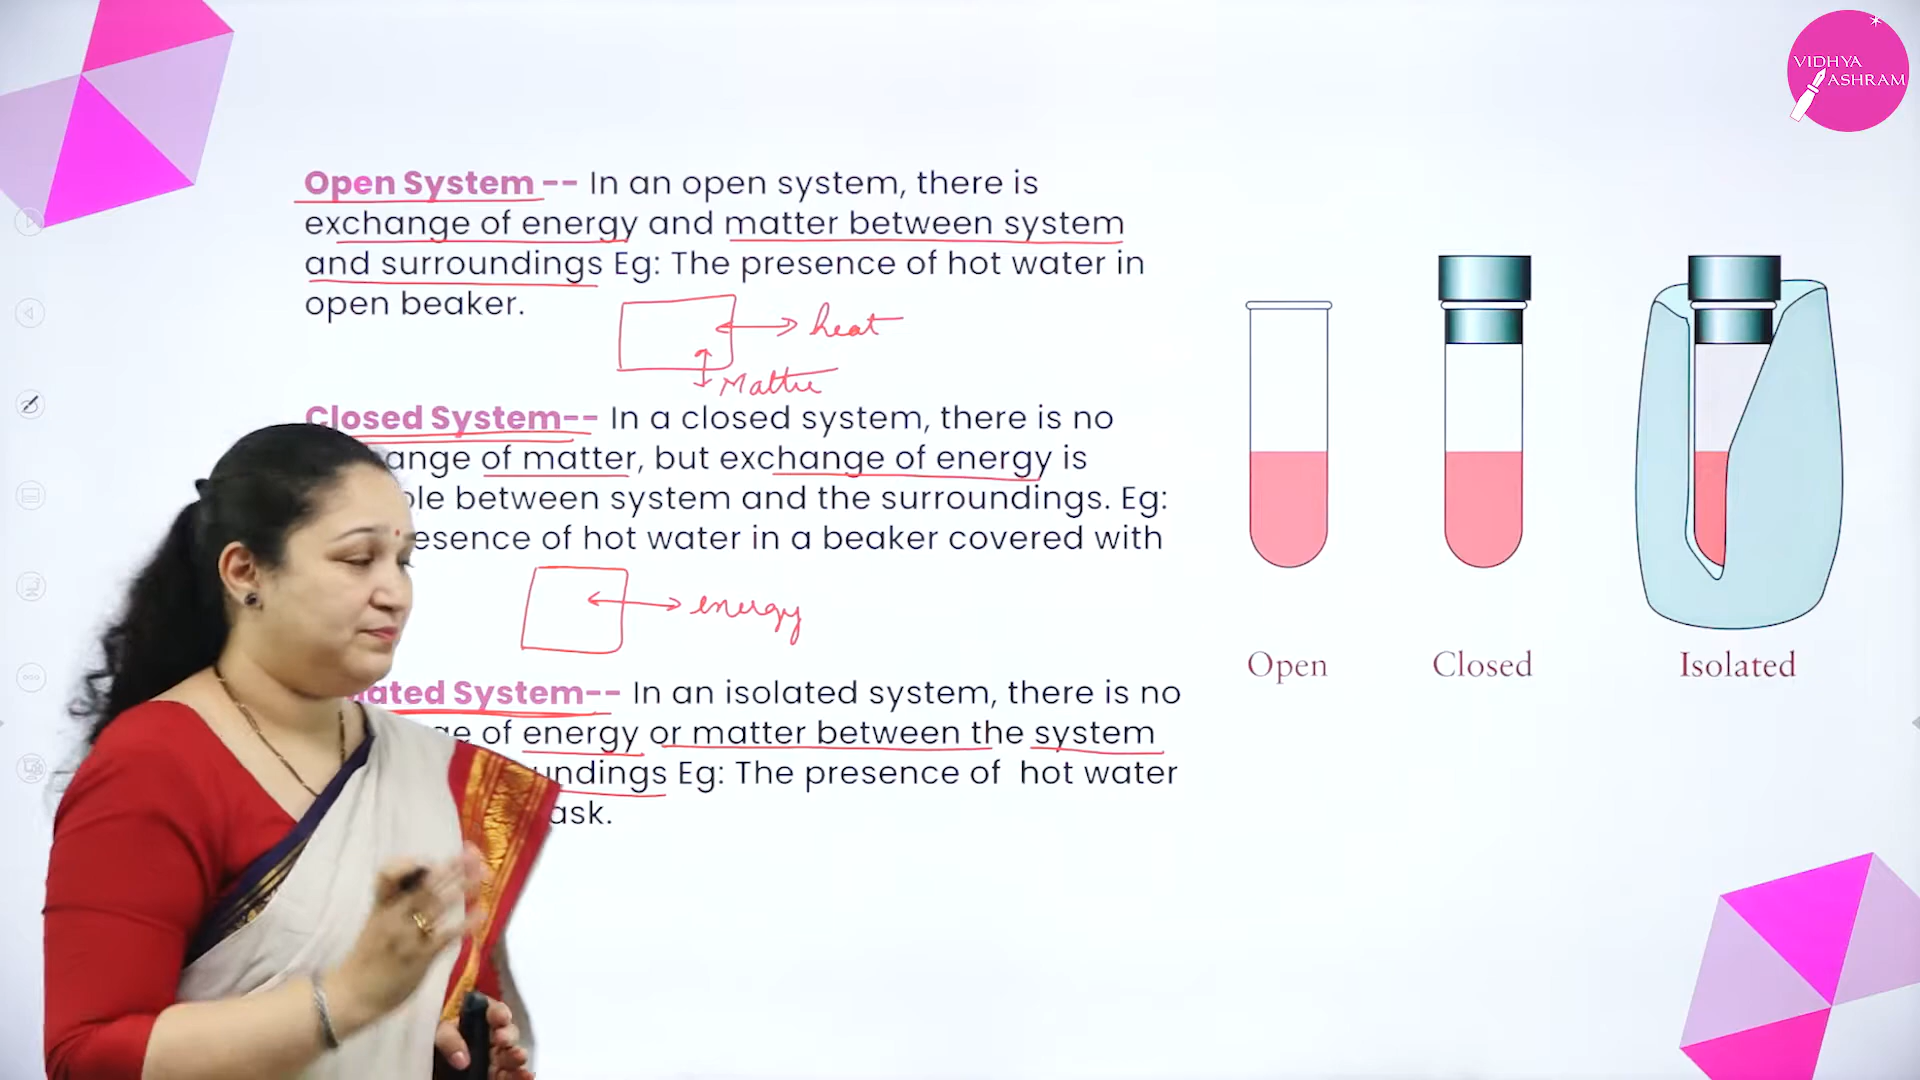 VIDHYA
ASHRAM
Open System -- In an open system, there is
exchange of energy and matter between system
and surroundings Eg: The presence of hot water in
open beaker.
heat
Matter
Closed System-- In a closed system, there is no
ange of matter, but exchange of energy is
ole between system and the surroundings. Eg:
esence of hot water in a beaker covered with
energy
lated System-- In an isolated system, there is no
ge of energy or matter between the system
undings Eg: The presence of hot water
ask.
Open
Closed
Isolated